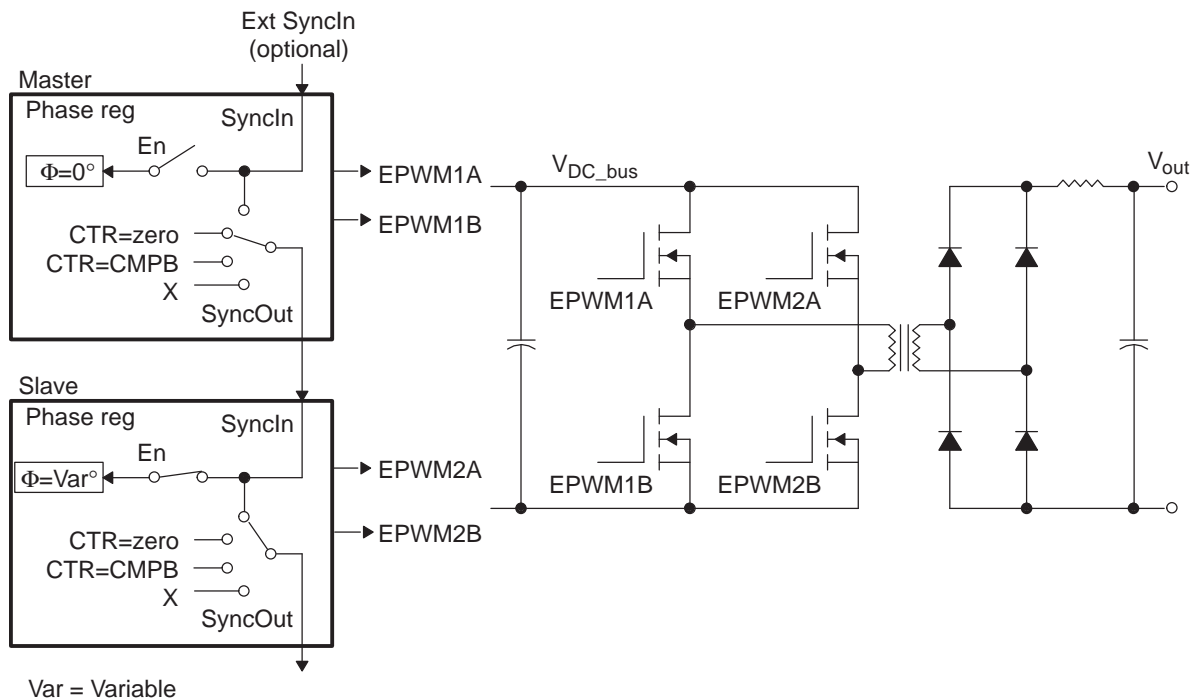 Ext SyncIn
(optional)
Master
Phase reg
SyncIn
En
Φ=0°
EPWM1A
EPWM1B
CTR=zero
CTR=CMPB
X
SyncOut
Slave
Phase reg
SyncIn
En
Φ=Var°
EPWM2A
EPWM2B
CTR=zero
CTR=CMPB
X
SyncOut
Var = Variable
VDC_bus
Vout
EPWM1A
EPWM2A
EPWM1B
EPWM2B